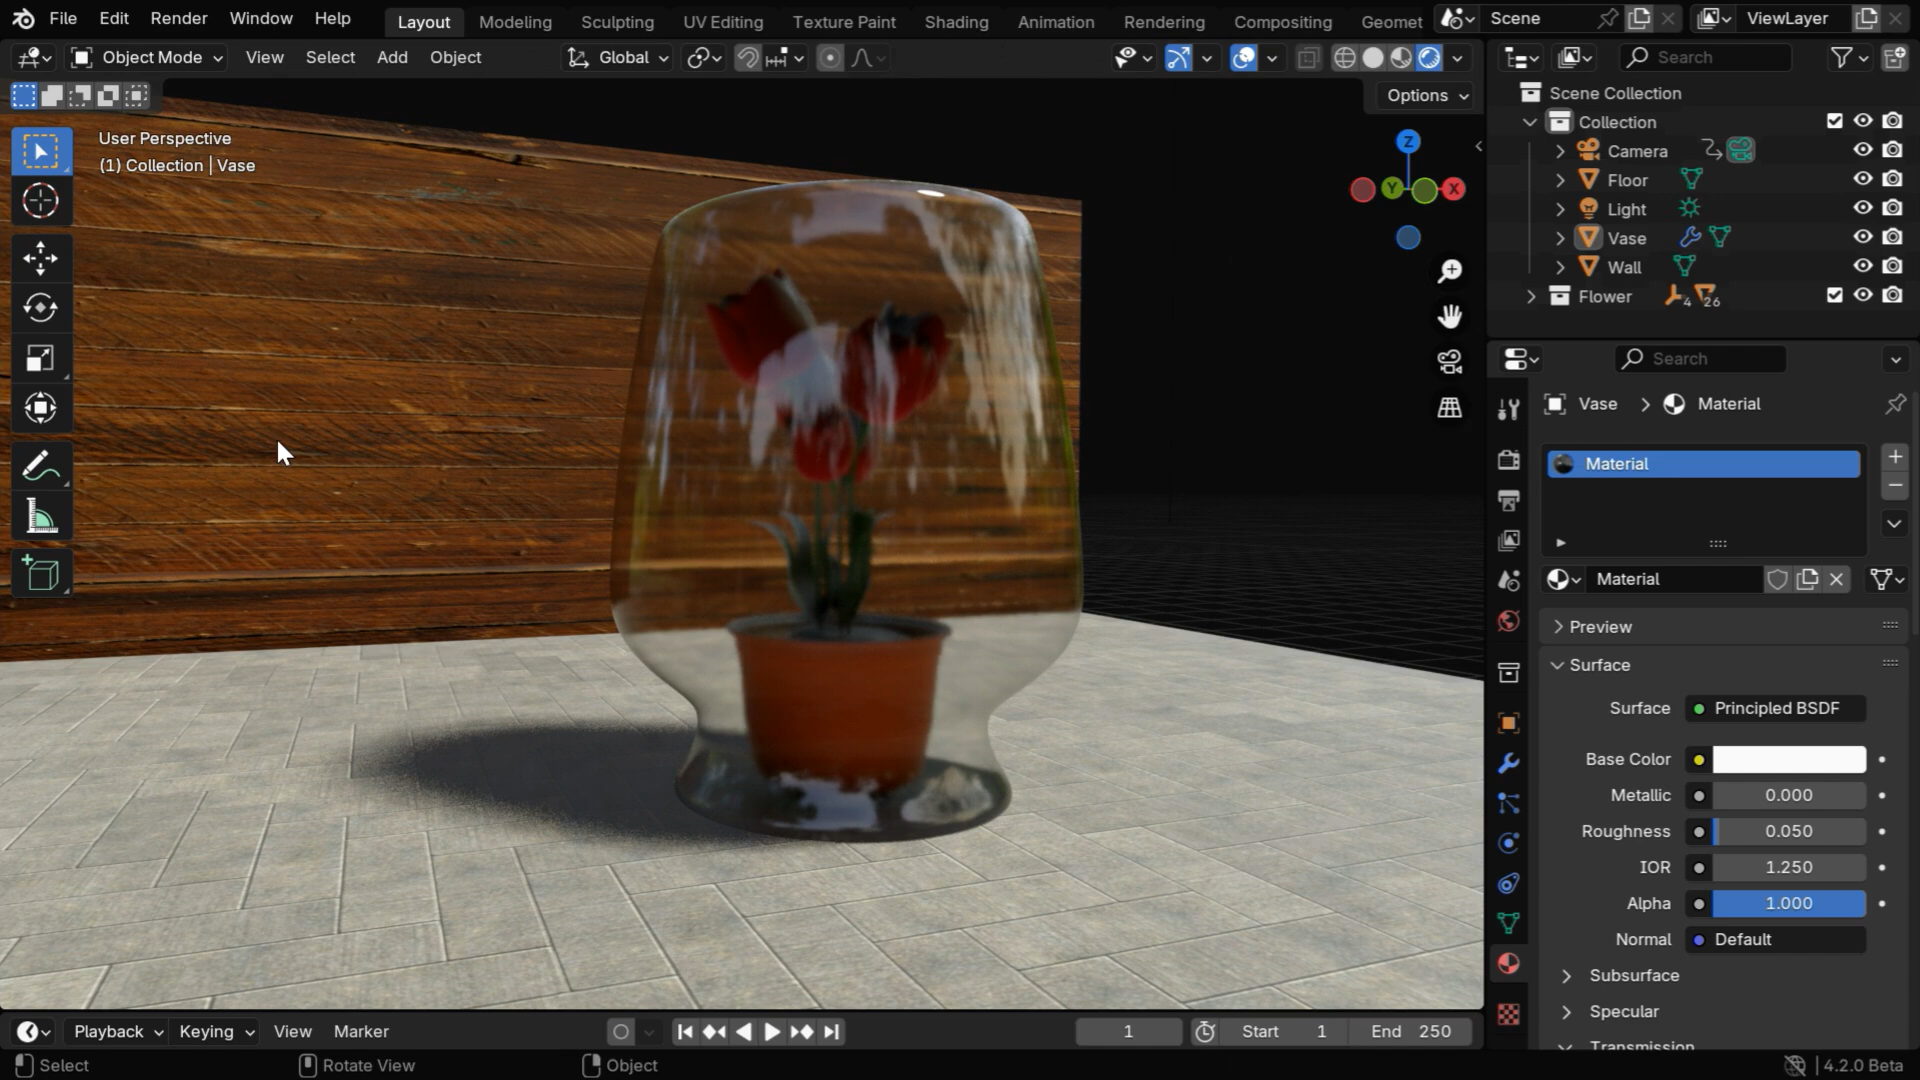 File Edit Render Window Help Layout Modeling Sculpting UV Editing Texture Paint Shading Animation Rendering Compositing Geomet Scene ViewLayer
Object Mode View Select Add Object Global Search
Options
User Perspective
(1) Collection | Vase
Z
Y X
Scene Collection
Collection
Camera
Floor
Light
Vase
Wall
Flower 4 26
Search
Vase > Material
Material
Material
Preview
Surface
Surface Principled BSDF
Base Color
Metallic 0.000
Roughness 0.050
IOR 1.250
Alpha 1.000
Normal Default
Subsurface
Specular
Transmission
Playback Keying View Marker 1 Start 1 End 250
Select Rotate View Object 4.2.0 Beta